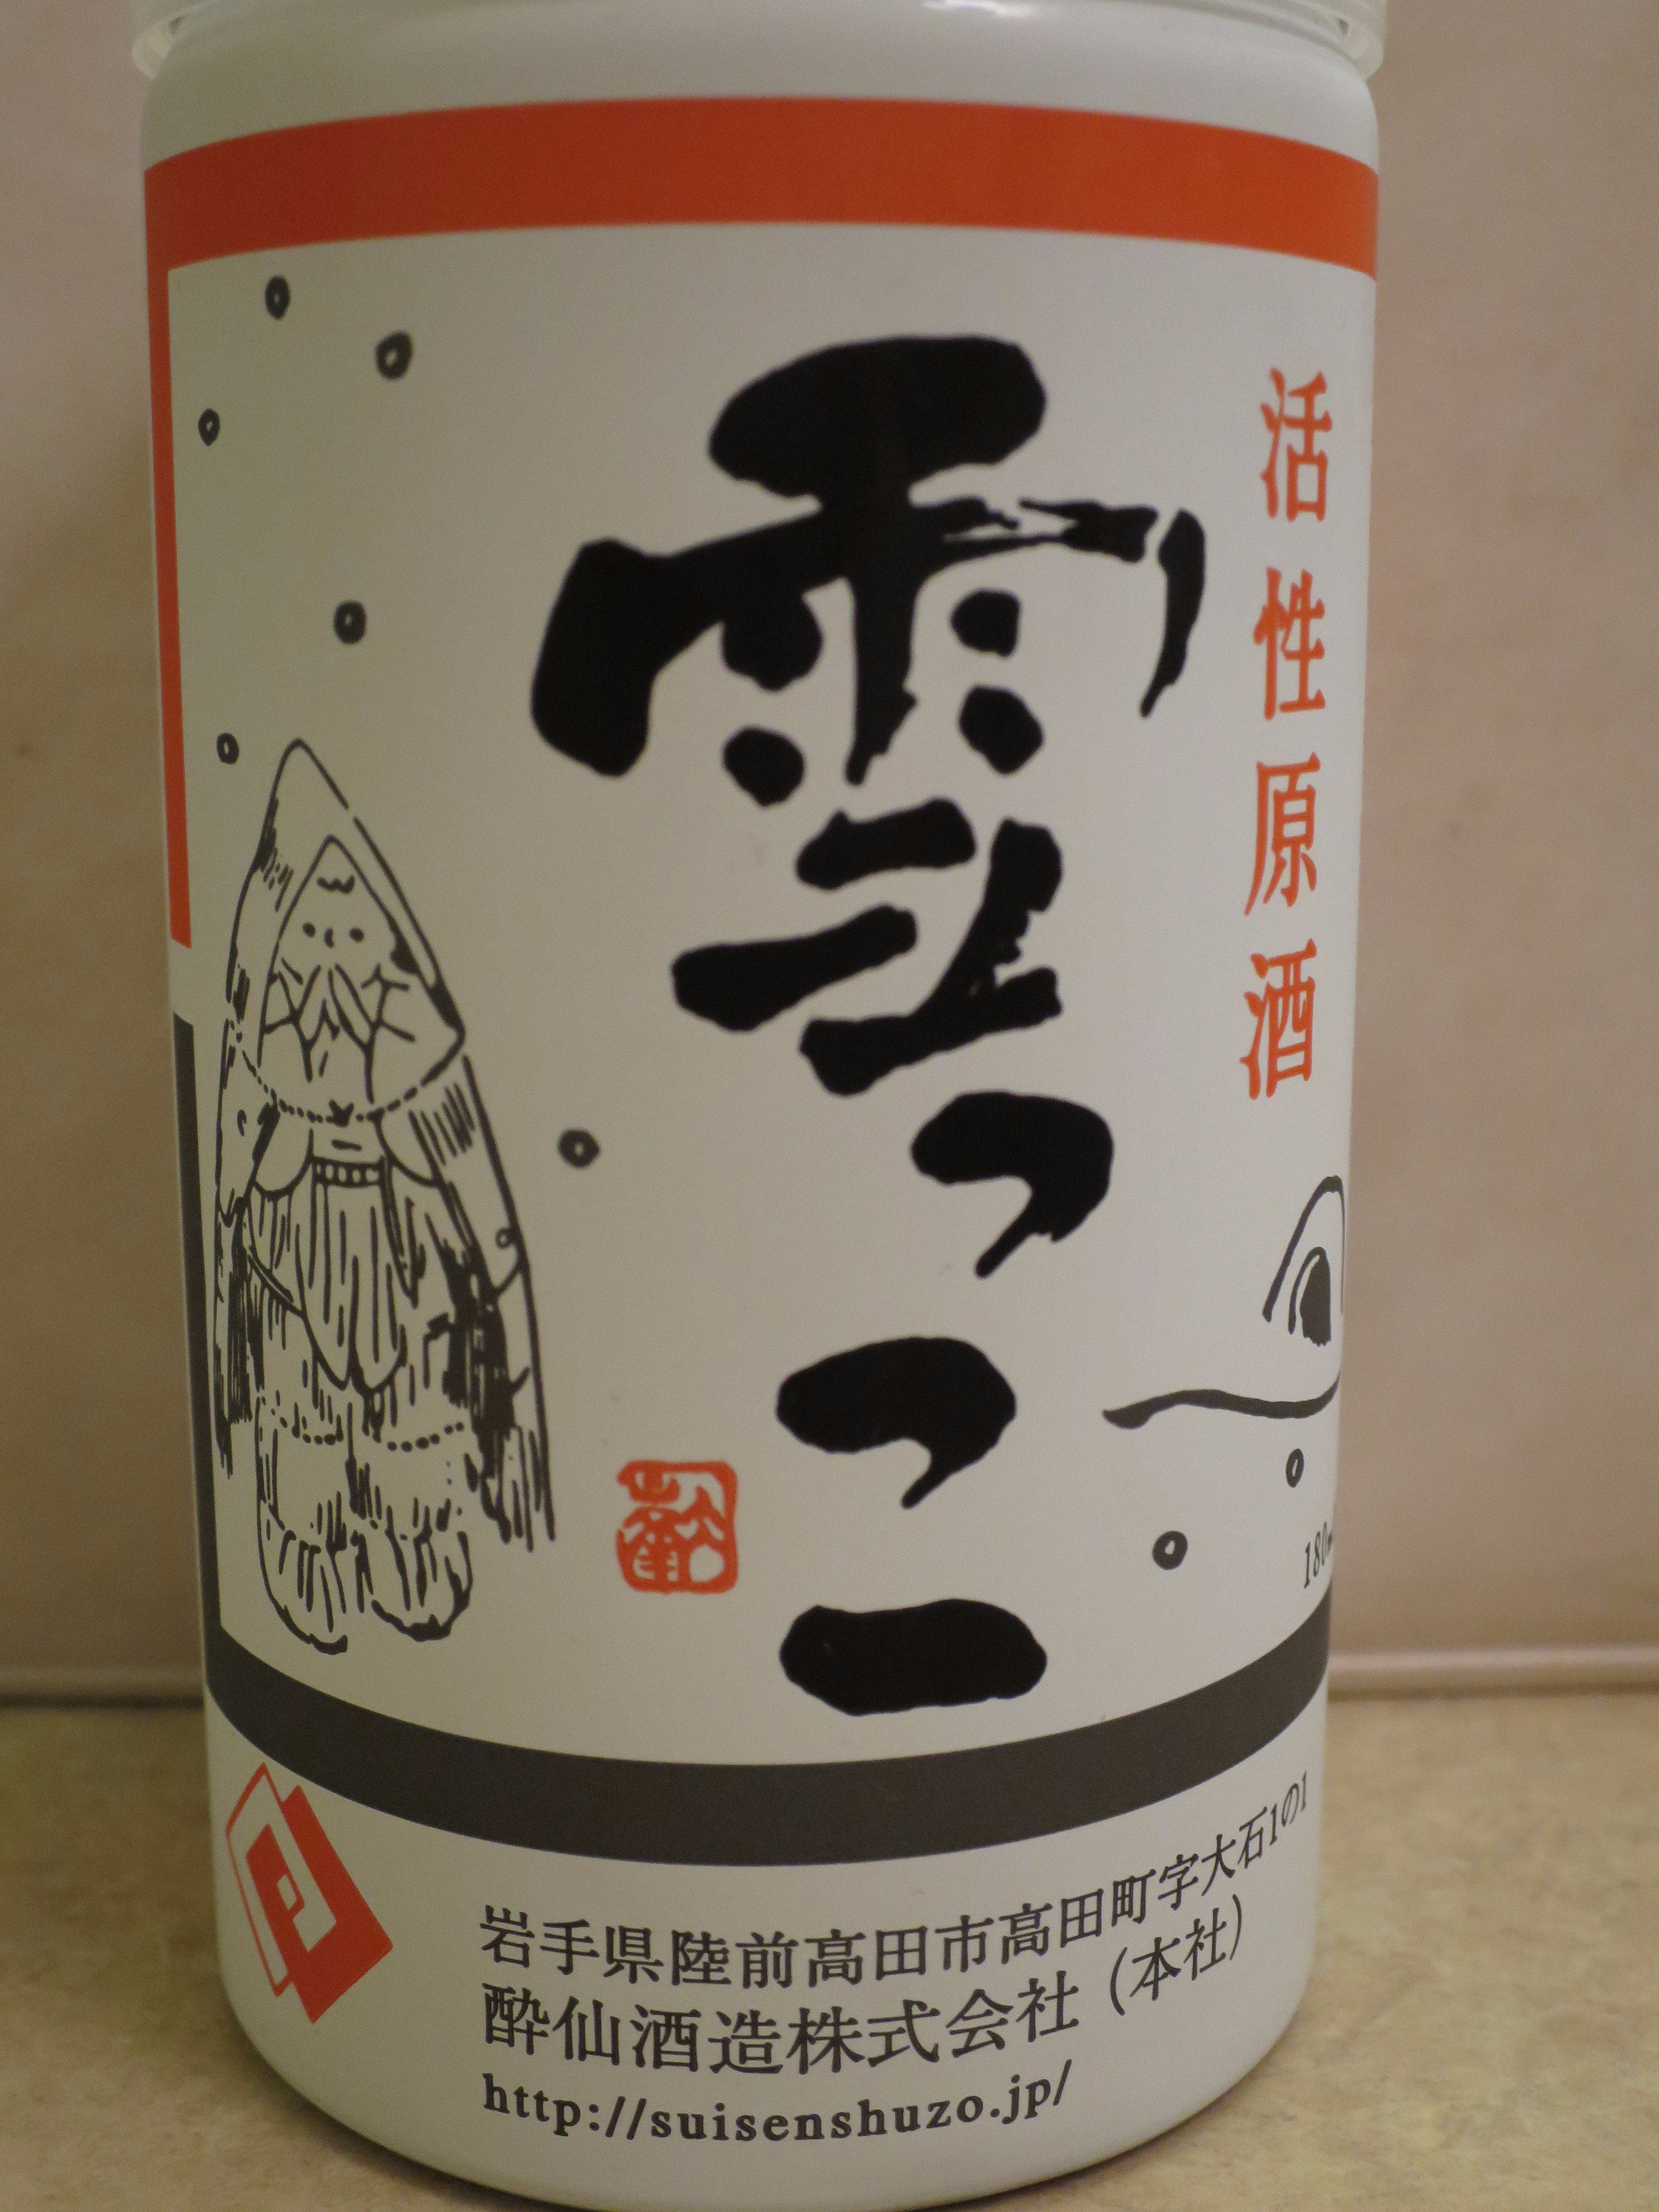 活性原酒
雪っこ
岩手県陸前高田市高田町字大石1の1
酔仙酒造株式会社（本社）
http://suisenshuzo.jp/